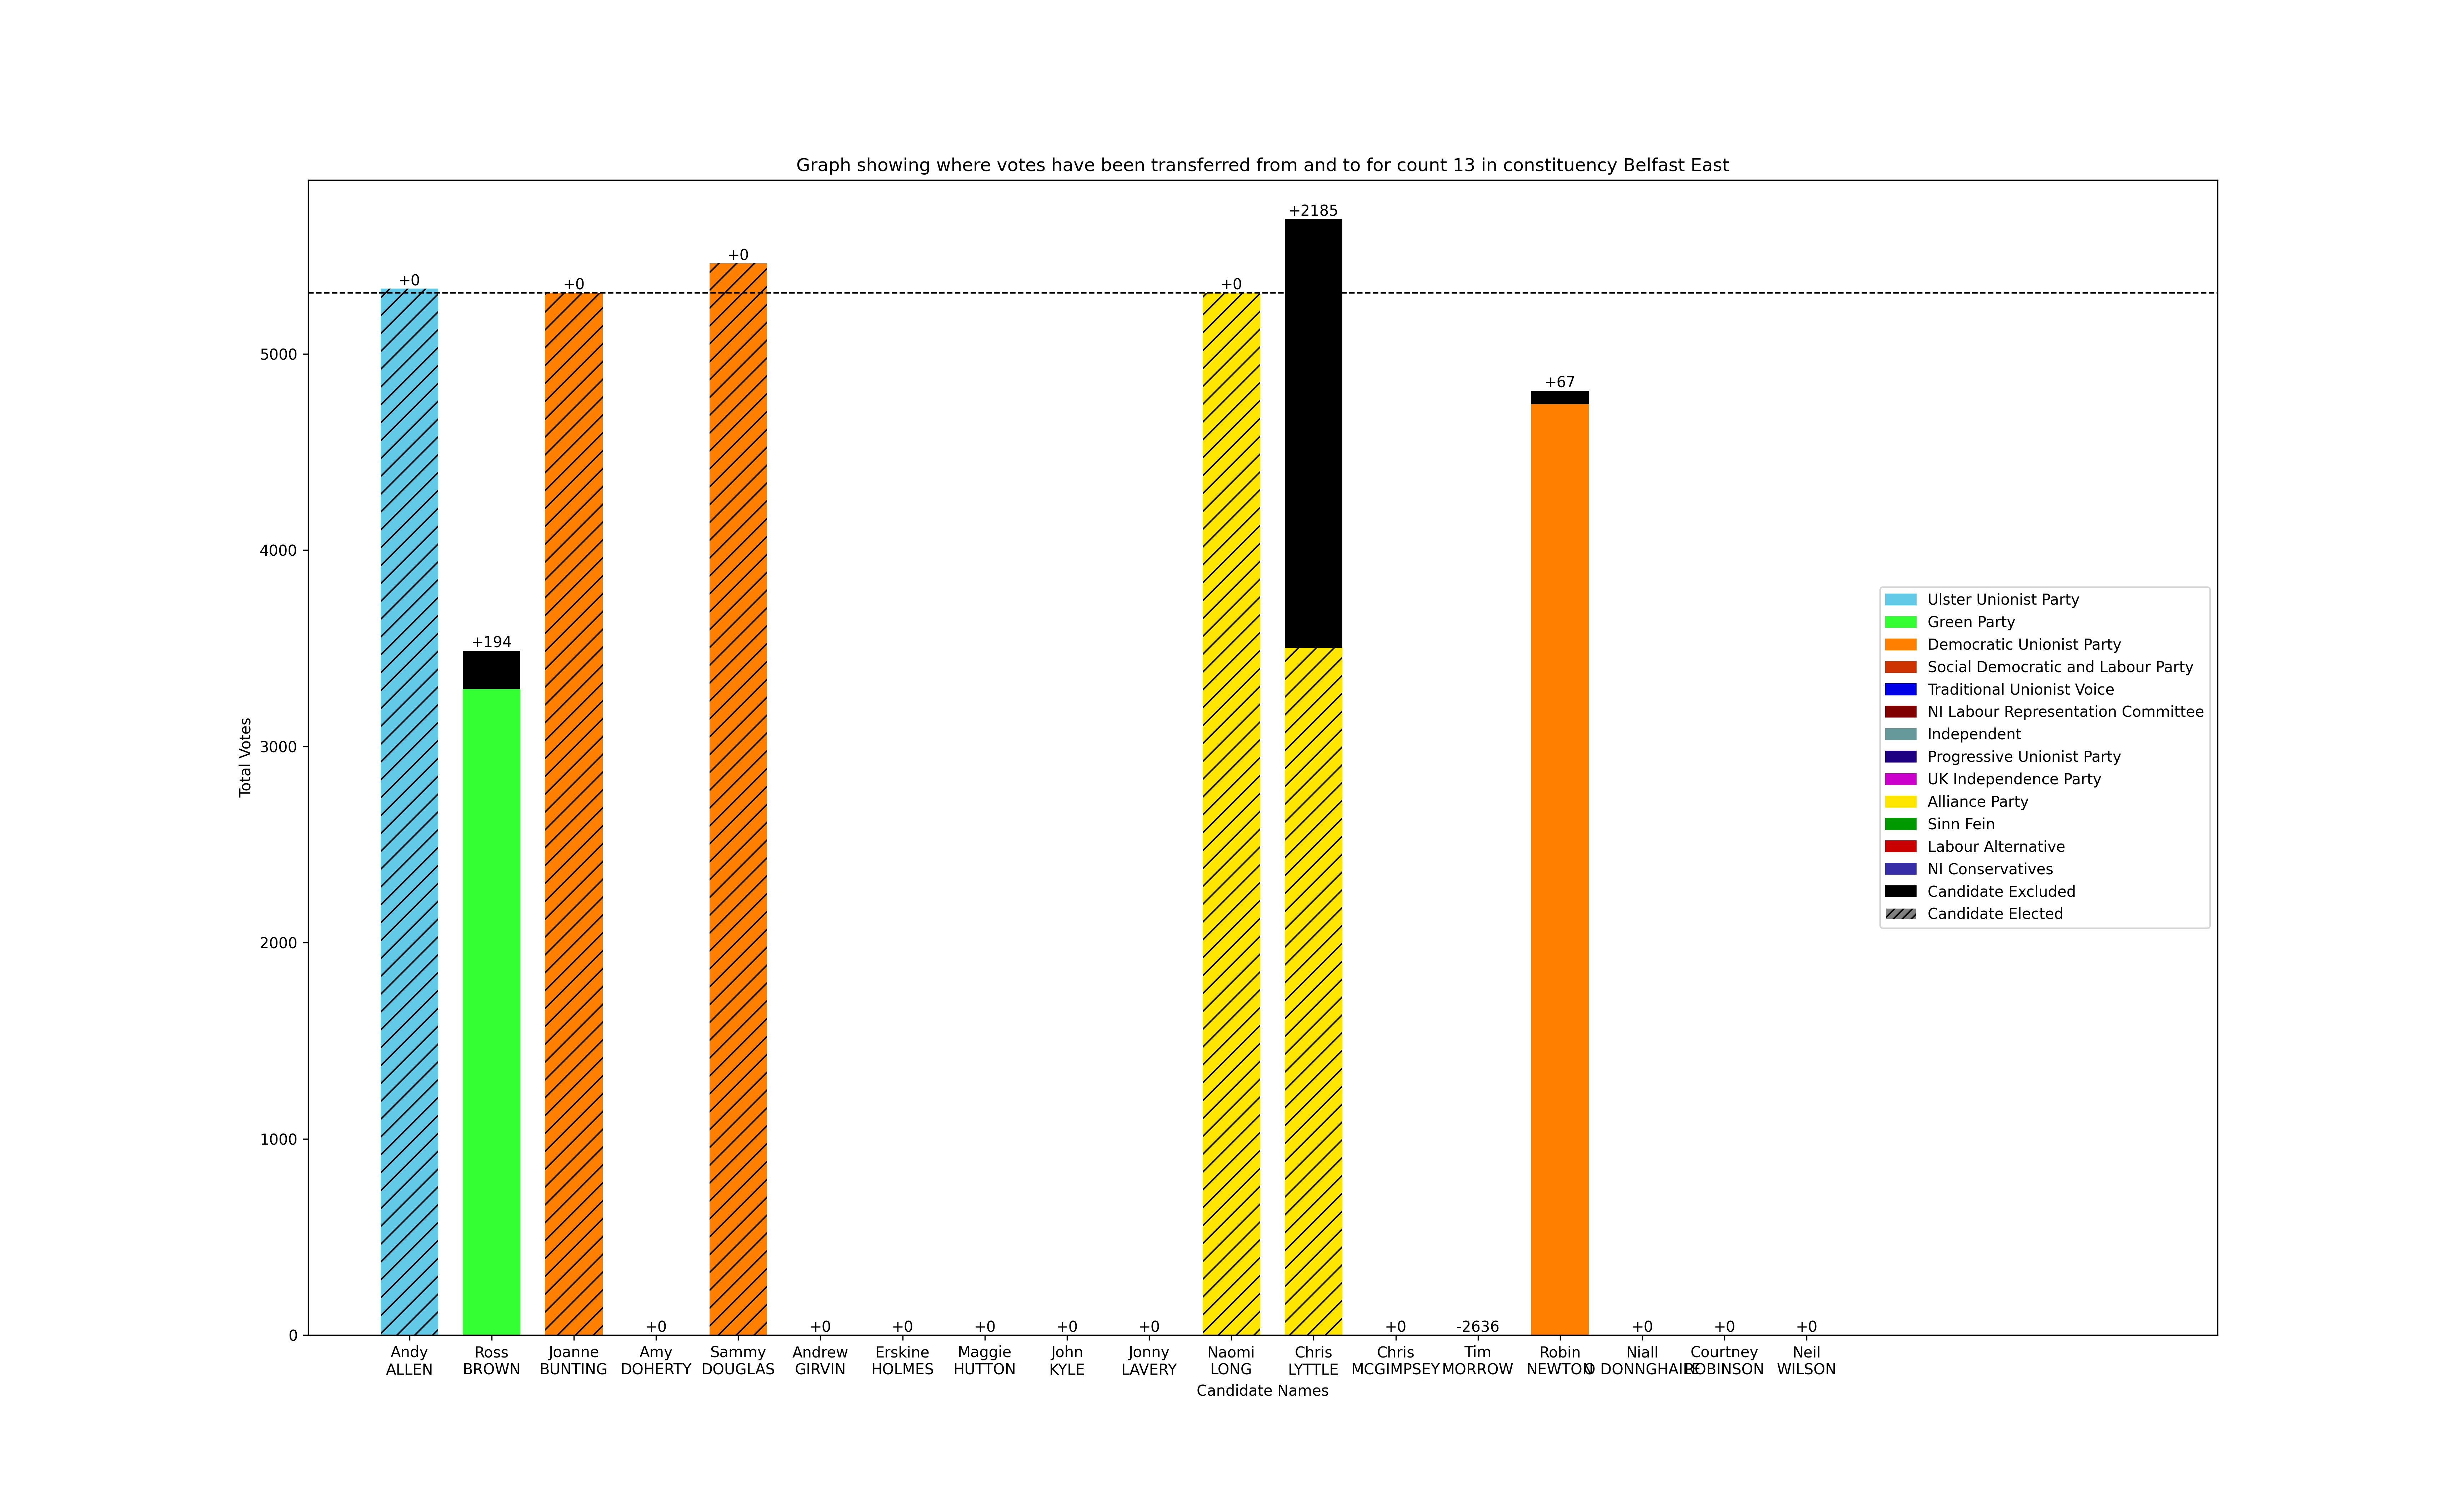 Graph showing where votes have been transferred from and to for count 13 in constituency Belfast East
+2185
+0
+0
+0
+0
+67
+194
5000
4000
3000
2000
1000
0
Total Votes
Ulster Unionist Party
Green Party
Democratic Unionist Party
Social Democratic and Labour Party
Traditional Unionist Voice
NI Labour Representation Committee
Independent
Progressive Unionist Party
UK Independence Party
Alliance Party
Sinn Fein
Labour Alternative
NI Conservatives
Candidate Excluded
Candidate Elected
+0 +0 +0 +0 +0 +0 +0 -2636 +0 +0 +0
Andy Ross Joanne Amy Sammy Andrew Erskine Maggie John Jonny Naomi Chris Chris Tim Robin Niall Courtney Neil
ALLEN BROWN BUNTING DOHERTY DOUGLAS GIRVIN HOLMES HUTTON KYLE LAVERY LONG LYTTLE MCGIMPSEY MORROW NEWTON O DONNGHAILE ROBINSON WILSON
Candidate Names